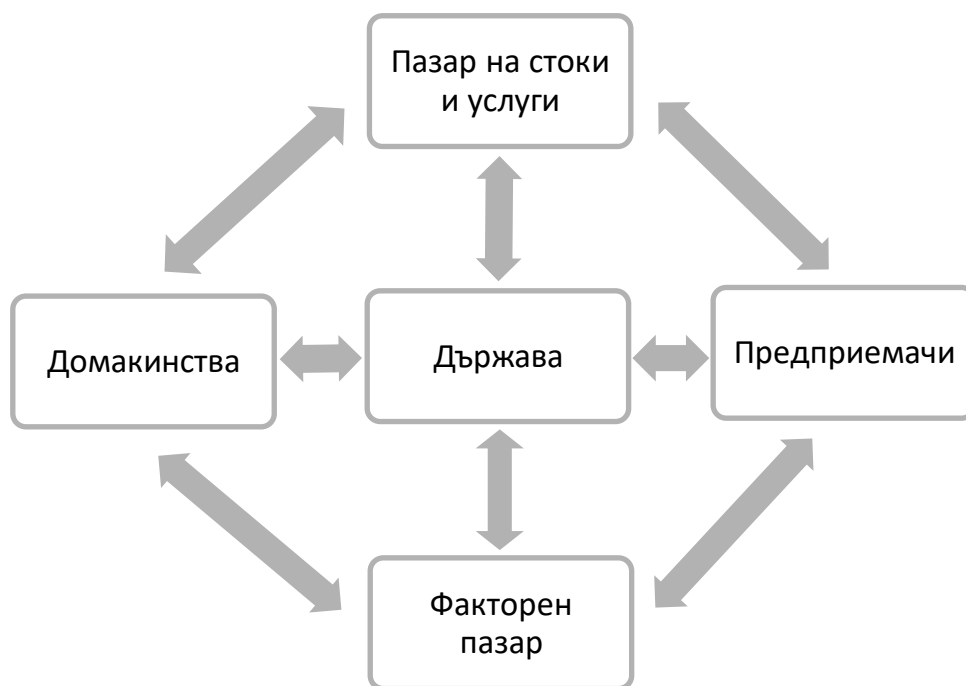 Пазар на стоки
и услуги
Домакинства
Държава
Предприемачи
Факторен
пазар